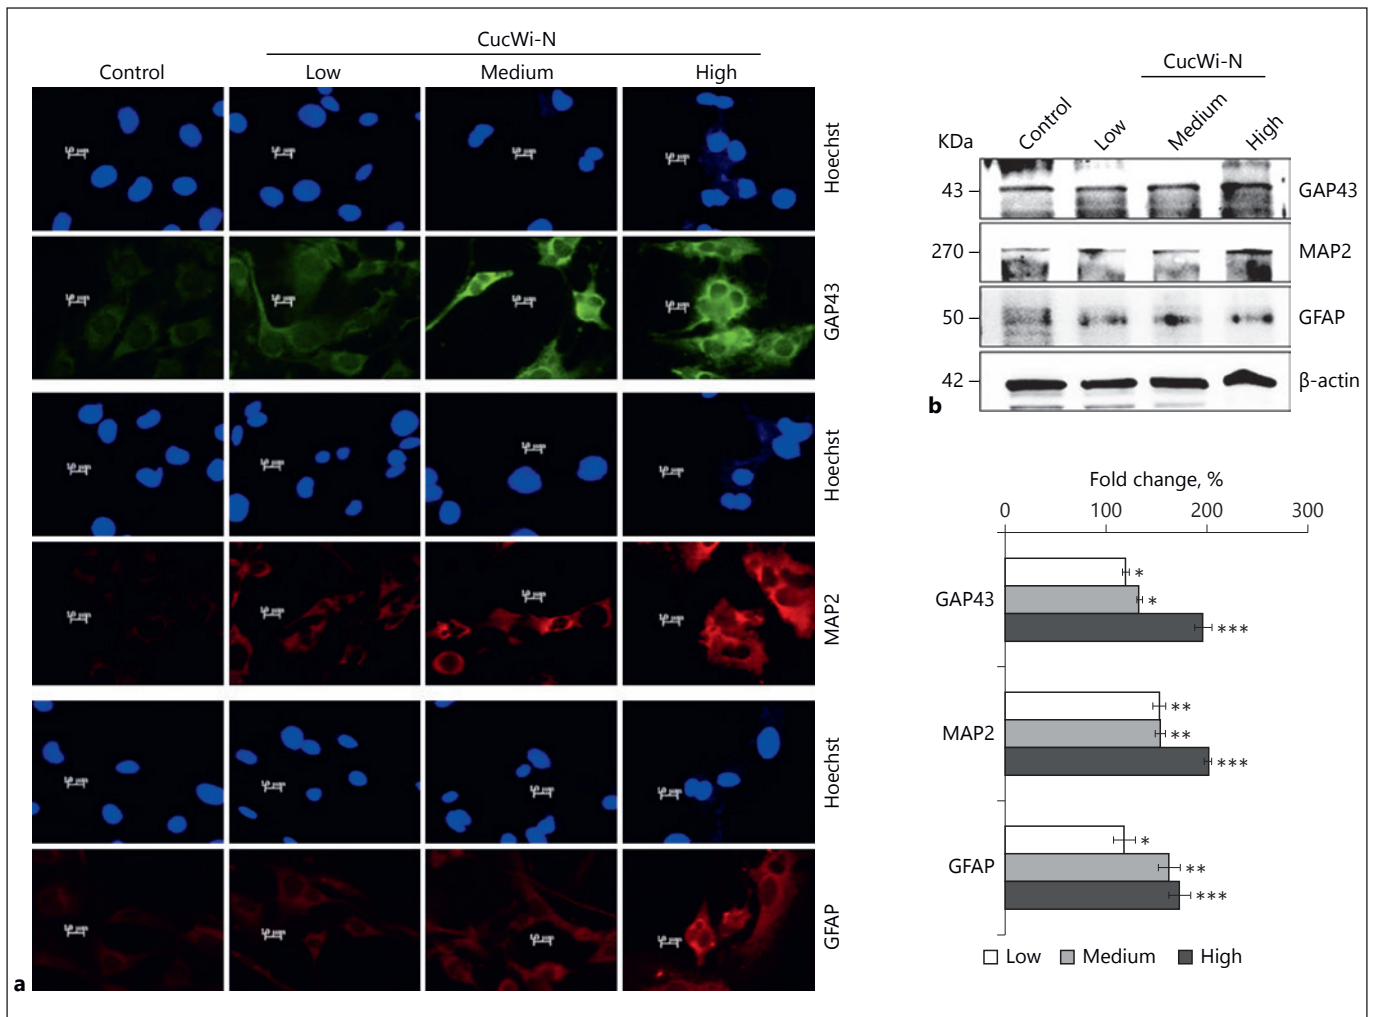 CucWi-N
Control Low Medium High
Hoechst
GAP43
Hoechst
MAP2
Hoechst
GFAP
a
CucWi-N
Control Low Medium High
KDa
43 GAP43
270 MAP2
50 GFAP
42 β-actin
b
Fold change, %
0 100 200 300
GAP43
*
*
***
MAP2
**
**
***
GFAP
*
**
***
Low Medium High